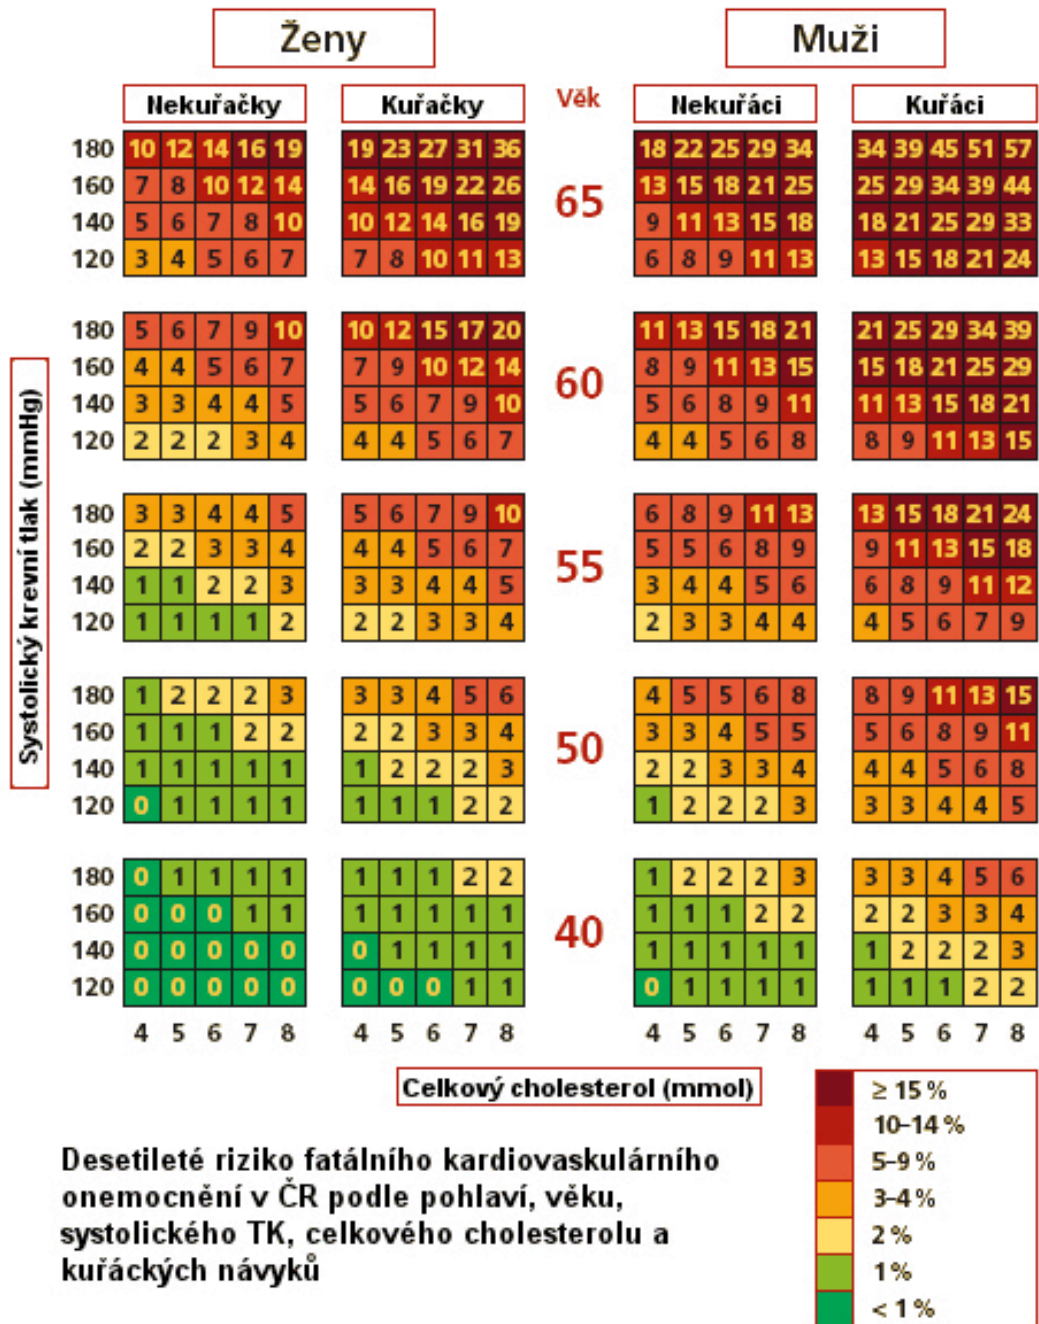 Ženy Muži
Nekuřačky Kuřačky Věk Nekuřáci Kuřáci
180 10 12 14 16 19 19 23 27 31 36 18 22 25 29 34 34 39 45 51 57
160 7 8 10 12 14 14 16 19 22 26 13 15 18 21 25 25 29 34 39 44
65
140 5 6 7 8 10 10 12 14 16 19 9 11 13 15 18 18 21 25 29 33
120 3 4 5 6 7 7 8 10 11 13 6 8 9 11 13 13 15 18 21 24
180 5 6 7 9 10 10 12 15 17 20 11 13 15 18 21 21 25 29 34 39
160 4 4 5 6 7 7 9 10 12 14 8 9 11 13 15 15 18 21 25 29
60
140 3 3 4 4 5 5 6 7 9 10 5 6 8 9 11 11 13 15 18 21
120 2 2 2 3 4 4 4 5 6 7 4 4 5 6 8 8 9 11 13 15
Systolický krevní tlak (mmHg)
180 3 3 4 4 5 5 6 7 9 10 6 8 9 11 13 13 15 18 21 24
160 2 2 3 3 4 4 4 5 6 7 5 5 6 8 9 9 11 13 15 18
55
140 1 1 2 2 3 3 3 4 4 5 3 4 4 5 6 6 8 9 11 12
120 1 1 1 1 2 2 2 3 3 4 2 3 3 4 4 4 5 6 7 9
180 1 2 2 2 3 3 3 4 5 6 4 5 5 6 8 8 9 11 13 15
160 1 1 1 2 2 2 2 3 3 4 3 3 4 5 5 5 6 8 9 11
50
140 1 1 1 1 1 1 2 2 2 3 2 2 3 3 4 4 4 5 6 8
120 0 1 1 1 1 1 1 1 2 2 1 2 2 2 3 3 3 4 4 5
180 0 1 1 1 1 1 1 1 2 2 1 2 2 2 3 3 3 4 5 6
160 0 0 0 1 1 1 1 1 1 1 1 1 1 2 2 2 2 3 3 4
40
140 0 0 0 0 0 0 1 1 1 1 1 1 1 1 1 1 2 2 2 3
120 0 0 0 0 0 0 0 0 1 1 0 1 1 1 1 1 1 1 2 2
4 5 6 7 8 4 5 6 7 8 4 5 6 7 8 4 5 6 7 8
Celkový cholesterol (mmol)
≥ 15 %
10–14 %
5–9 %
3–4 %
2 %
1 %
< 1 %
Desetileté riziko fatálního kardiovaskulárního
onemocnění v ČR podle pohlaví, věku,
systolického TK, celkového cholesterolu a
kuřáckých návyků